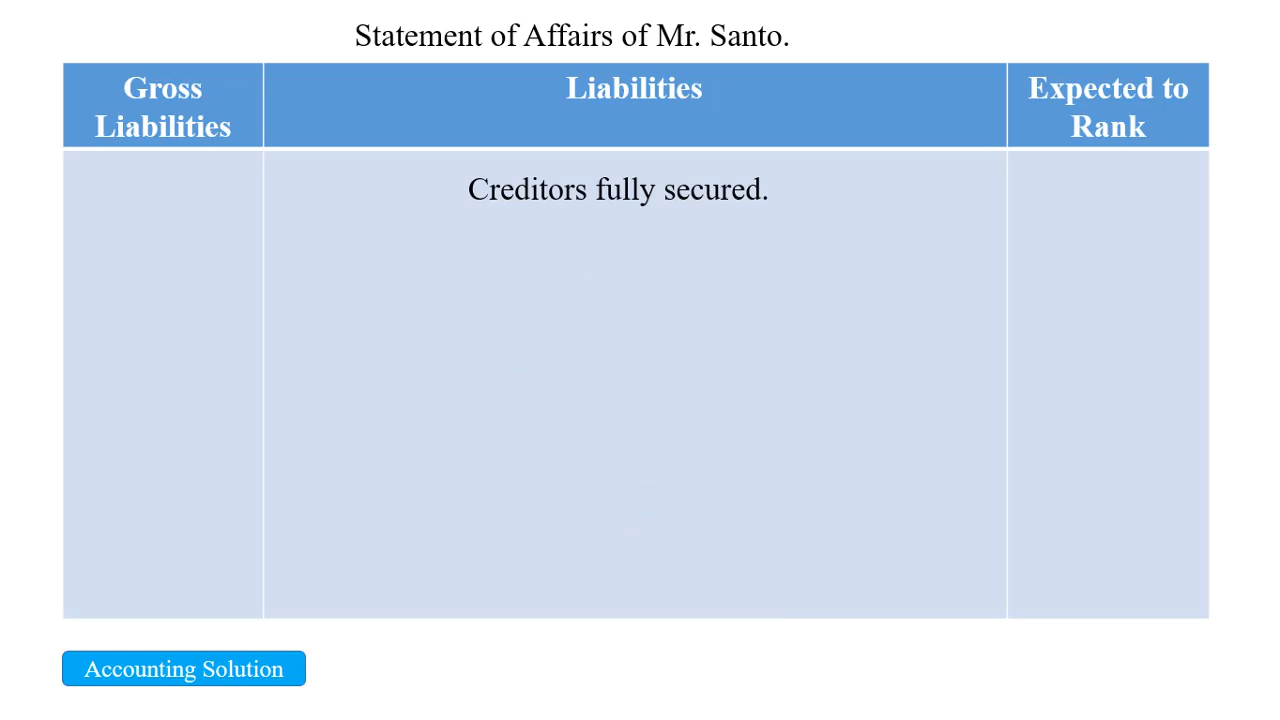 Statement of Affairs of Mr. Santo.
Gross
Liabilities
Liabilities
Expected to
Rank
Creditors fully secured.
Accounting Solution